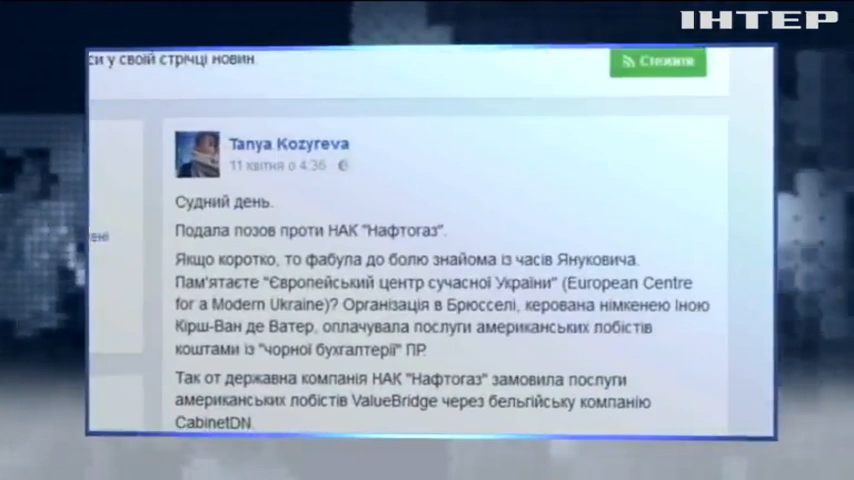 ІНТЕР
си у своїй стрічці новин
Стежити
Tanya Kozyreva
11 квітня о 4:36
Судний день.
Подала позов проти НАК "Нафтогаз".
Якщо коротко, то фабула до болю знайома із часів Януковича.
Пам'ятаєте "Європейський центр сучасної України" (European Centre
for a Modern Ukraine)? Організація в Брюсселі, керована німкенею Іною
Кірш-Ван де Ватер, оплачувала послуги американських лобістів
коштами із "чорної бухгалтерії" ПР.
Так от державна компанія НАК "Нафтогаз" замовила послуги
американських лобістів ValueBridge через бельгійську компанію
CabinetDN.